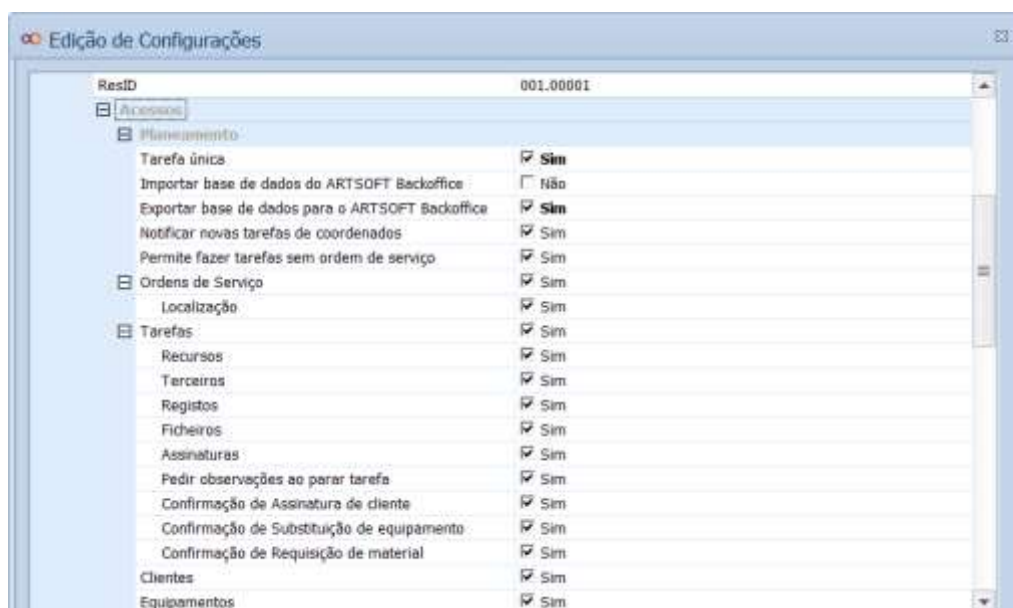 Edição de Configurações
ResID 001.00001
Acessos
Planeamento
Tarefa única Sim
Importar base de dados do ARTSOFT Backoffice Não
Exportar base de dados para o ARTSOFT Backoffice Sim
Notificar novas tarefas de coordenados Sim
Permite fazer tarefas sem ordem de serviço Sim
Ordens de Serviço Sim
Localização Sim
Tarefas Sim
Recursos Sim
Terceiros Sim
Registos Sim
Ficheiros Sim
Assinaturas Sim
Pedir observações ao parar tarefa Sim
Confirmação de Assinatura de cliente Sim
Confirmação de Substituição de equipamento Sim
Confirmação de Requisição de material Sim
Clientes Sim
Equipamentos Sim